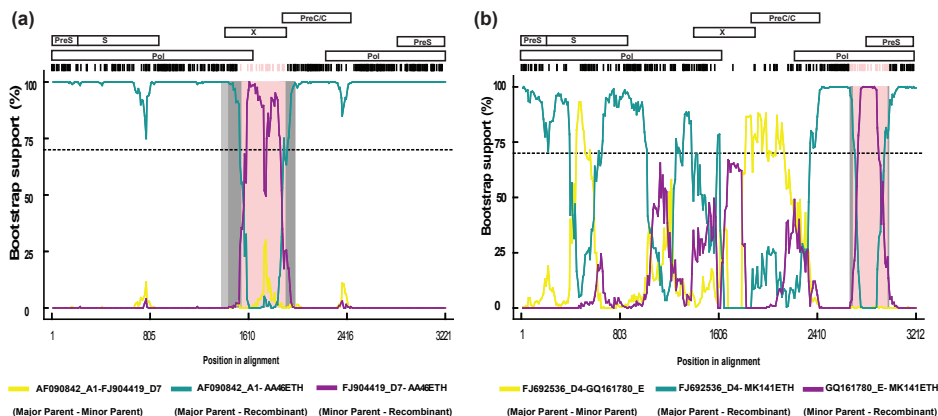 (a)
PreC/C
X
PreS
S
PreS
Pol
Pol
Bootstrap support (%)
100
75
50
25
0
1
805
1610
2416
3221
Position in alignment
AF090842_A1-FJ904419_D7
AF090842_A1- AA46ETH
FJ904419_D7- AA46ETH
(Major Parent - Minor Parent)
(Major Parent - Recombinant)
(Minor Parent - Recombinant)
(b)
PreC/C
X
PreS
S
PreS
Pol
Pol
Bootstrap support (%)
100
75
50
25
0
1
803
1606
2410
3212
Position in alignment
FJ692536_D4-GQ161780_E
FJ692536_D4- MK141ETH
GQ161780_E- MK141ETH
(Major Parent - Minor Parent)
(Major Parent - Recombinant)
(Minor Parent - Recombinant)